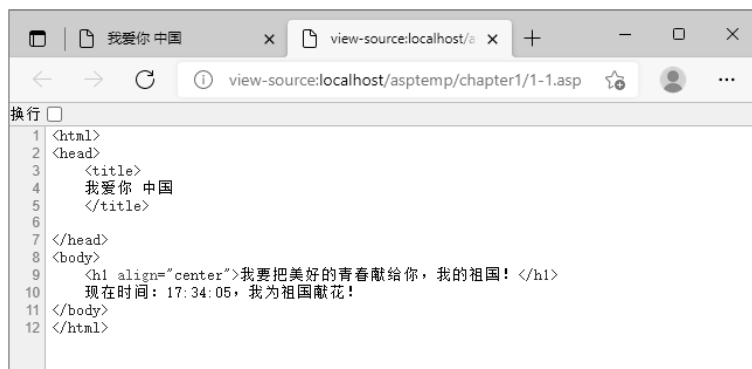 我爱你 中国
view-source:localhost/a
view-source:localhost/asptemp/chapter1/1-1.asp
换行
1 <html>
2 <head>
3 <title>
4 我爱你 中国
5 </title>
6
7 </head>
8 <body>
9 <h1 align="center">我要把美好的青春献给你，我的祖国！</h1>
10 现在时间：17:34:05，我为祖国献花！
11 </body>
12 </html>